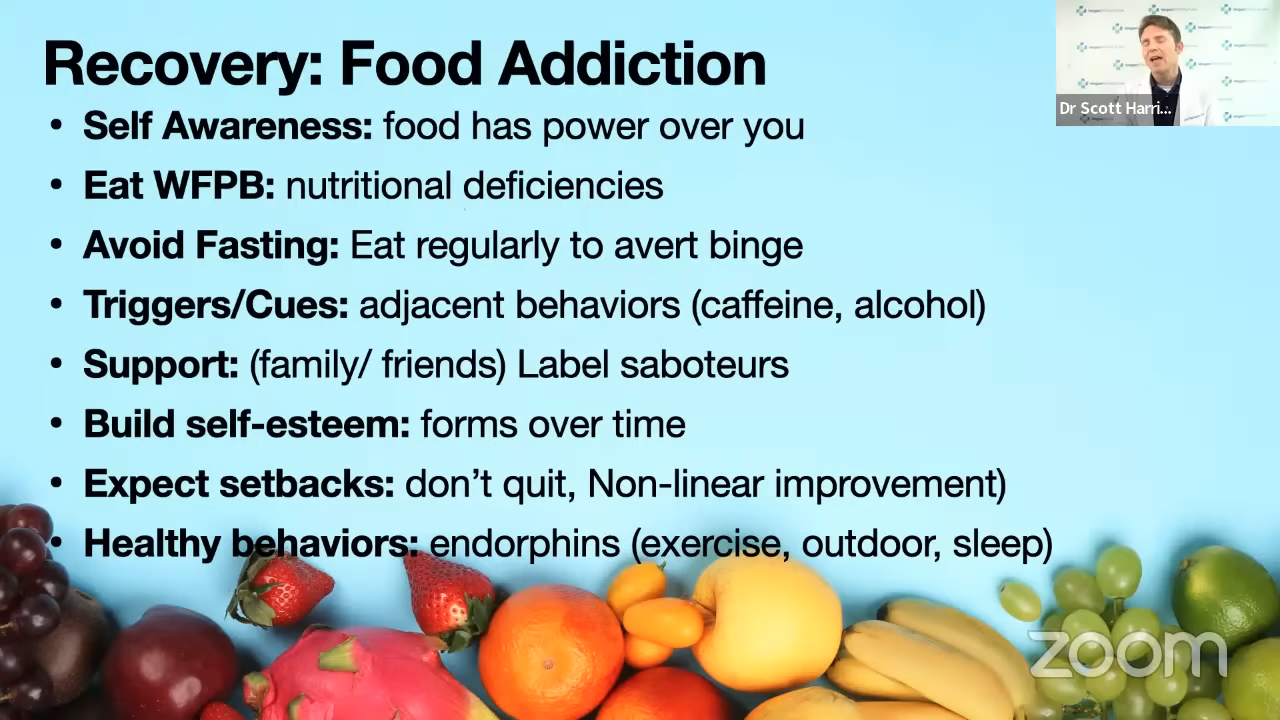 Recovery: Food Addiction
• Self Awareness: food has power over you
• Eat WFPB: nutritional deficiencies
• Avoid Fasting: Eat regularly to avert binge
• Triggers/Cues: adjacent behaviors (caffeine, alcohol)
• Support: (family/ friends) Label saboteurs
• Build self-esteem: forms over time
• Expect setbacks: don’t quit, Non-linear improvement)
• Healthy behaviors: endorphins (exercise, outdoor, sleep)
Dr Scott Harri...
zoom